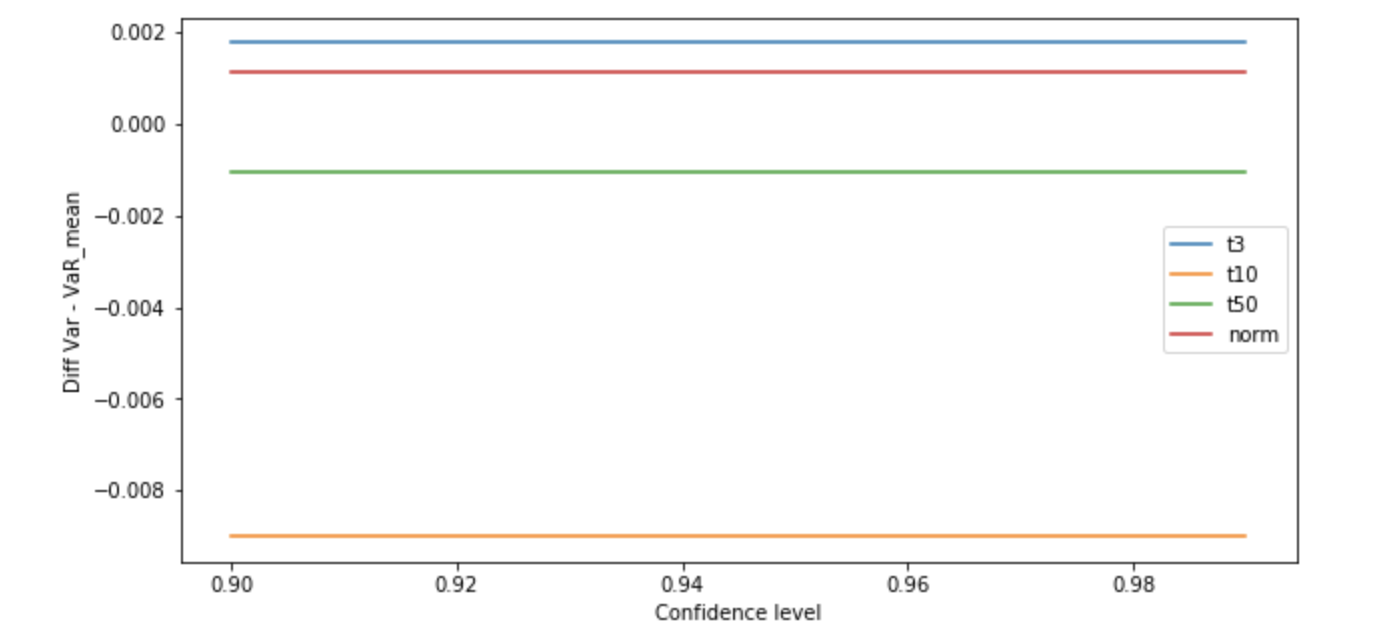 0.002
0.000
−0.002
−0.004
−0.006
−0.008
Diff Var - VaR_mean
t3
t10
t50
norm
0.90 0.92 0.94 0.96 0.98
Confidence level